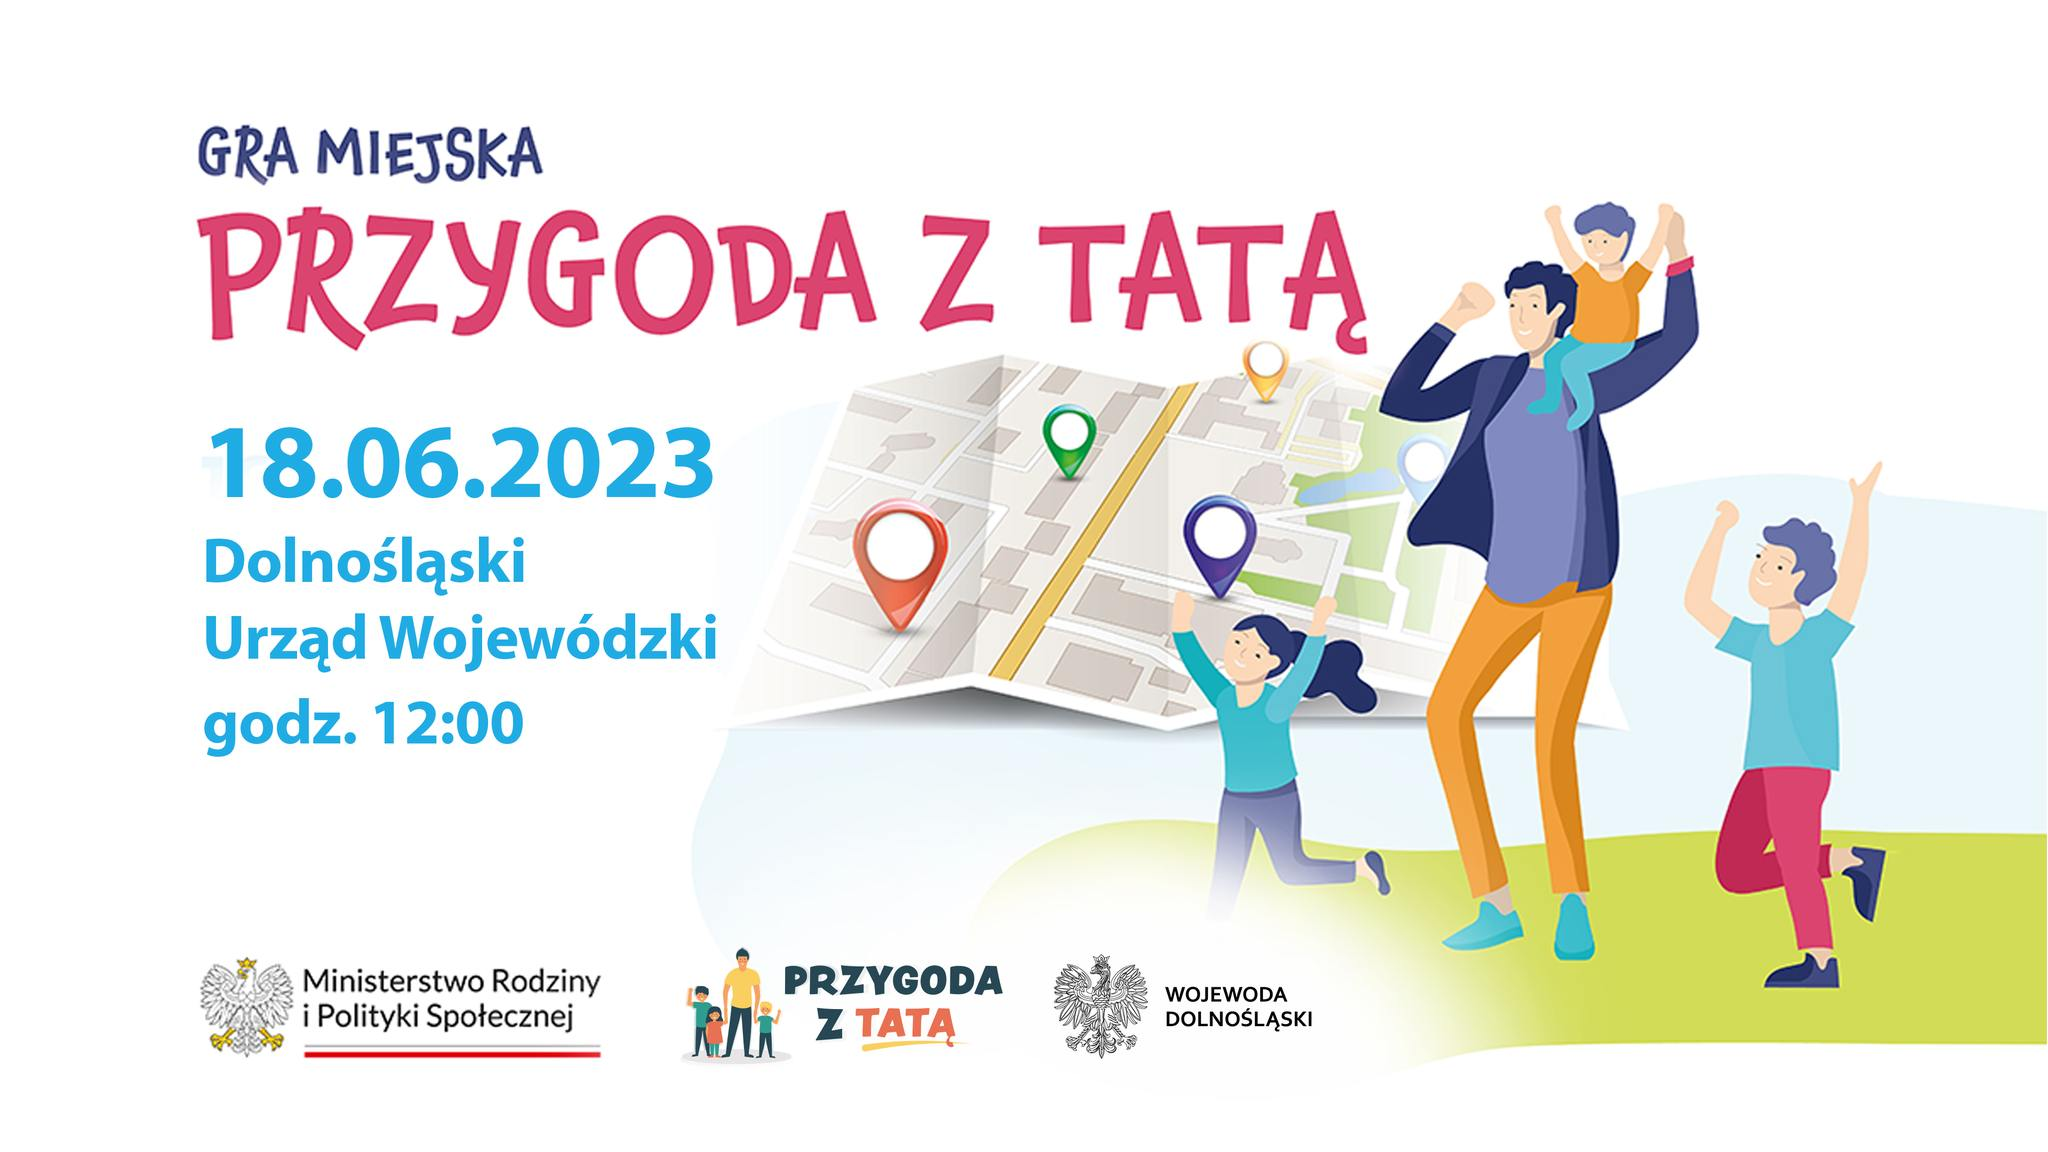 GRA MIEJSKA
PRZYGODA Z TATĄ
18.06.2023
Dolnośląski
Urząd Wojewódzki
godz. 12:00
Ministerstwo Rodziny
i Polityki Społecznej
PRZYGODA
Z TATĄ
WOJEWODA
DOLNOŚLĄSKI